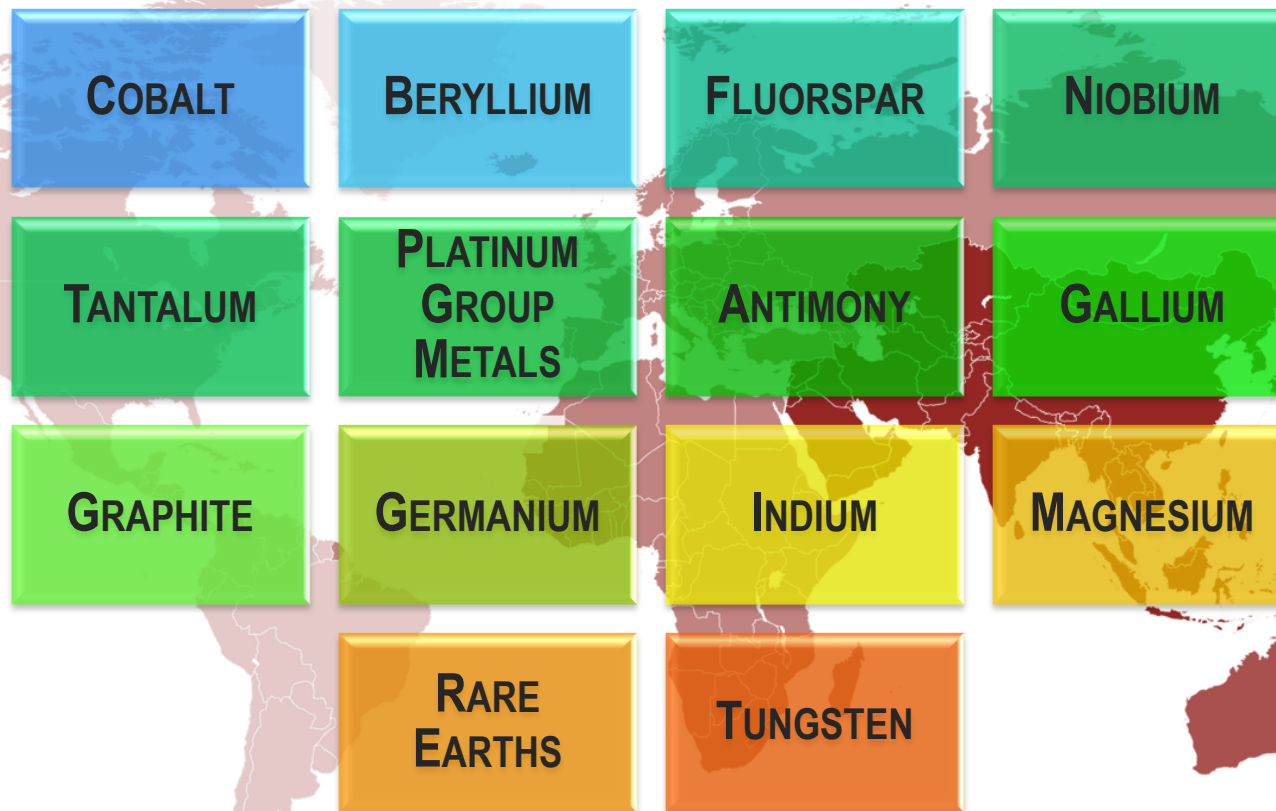 COBALT
BERYLLIUM
FLUORSPAR
NIOBIUM
TANTALUM
PLATINUM
GROUP
METALS
ANTIMONY
GALLIUM
GRAPHITE
GERMANIUM
INDIUM
MAGNESIUM
RARE
EARTHS
TUNGSTEN